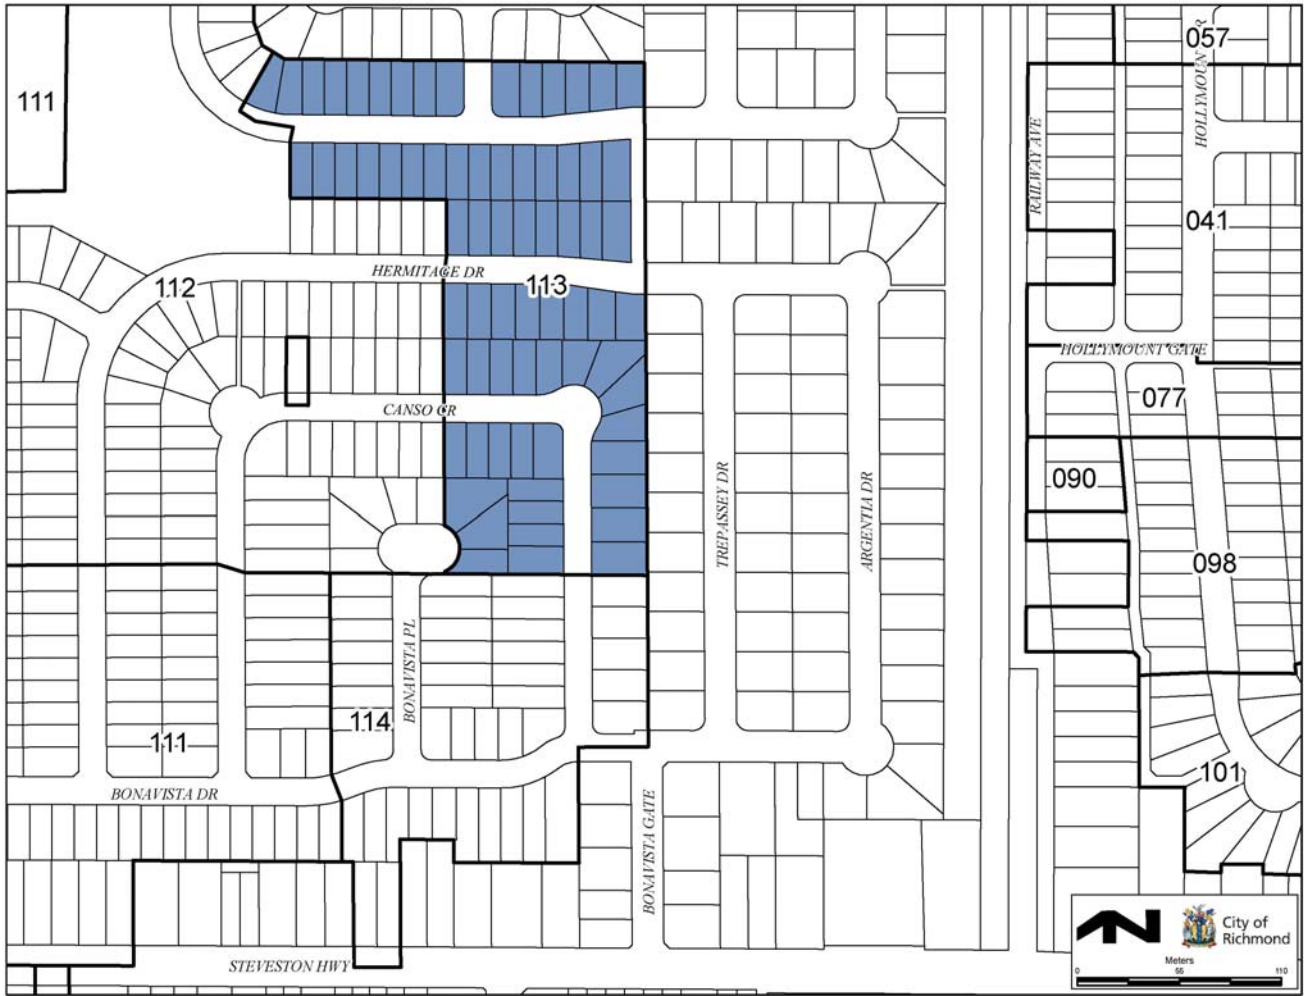 057
HOLLYMOUNT DR
111
RAILWAY AVE
041
HERMITAGE DR
113
112
HOLLYMOUNT GATE
077
CANSO CR
090
TREPASSEY DR
ARGENTIA DR
098
BONAVISTA PL
114
111
101
BONAVISTA DR
BONAVISTA GATE
City of
Richmond
STEVESTON HWY
Meters
0 55 110